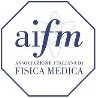 aifm
ASSOCIAZIONE ITALIANA DI
FISICA MEDICA